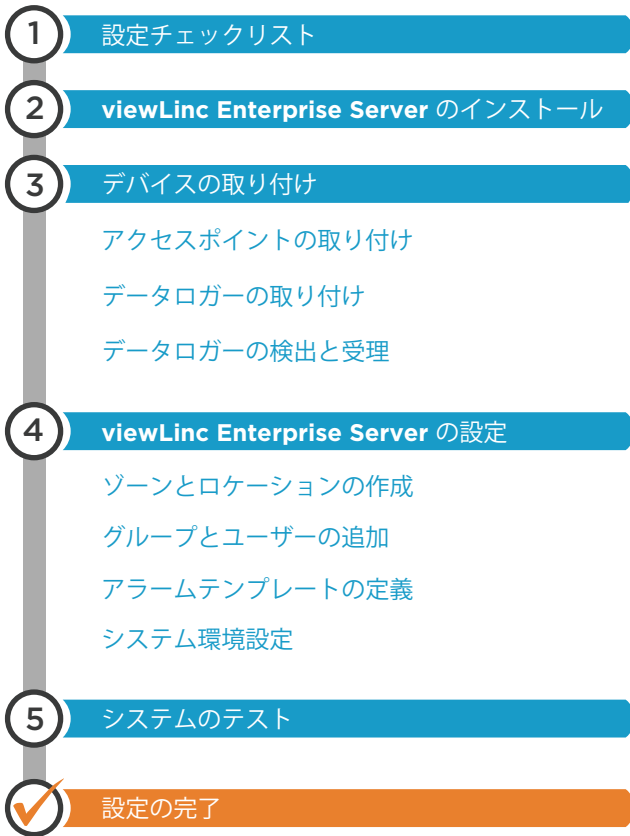 1 設定チェックリスト
2 viewLinc Enterprise Server のインストール
3 デバイスの取り付け
アクセスポイントの取り付け
データロガーの取り付け
データロガーの検出と受理
4 viewLinc Enterprise Server の設定
ゾーンとロケーションの作成
グループとユーザーの追加
アラームテンプレートの定義
システム環境設定
5 システムのテスト
設定の完了